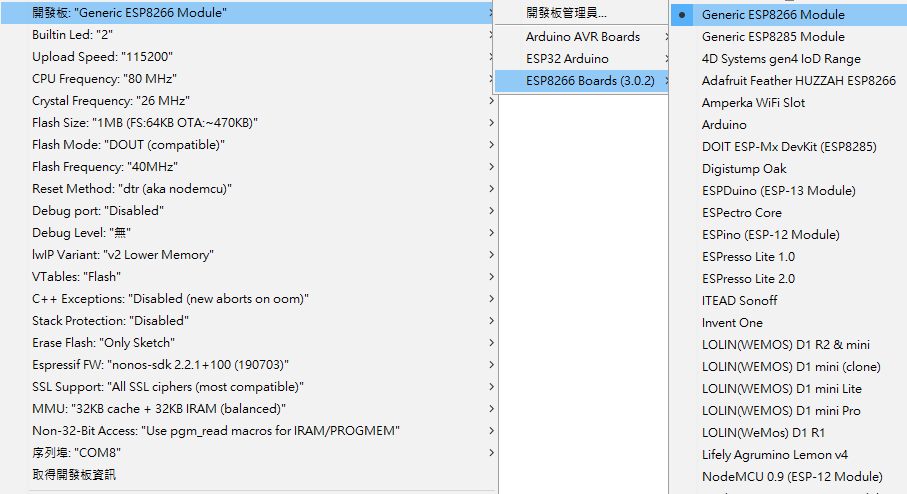 開發板: "Generic ESP8266 Module"
Builtin Led: "2"
Upload Speed: "115200"
CPU Frequency: "80 MHz"
Crystal Frequency: "26 MHz"
Flash Size: "1MB (FS:64KB OTA:~470KB)"
Flash Mode: "DOUT (compatible)"
Flash Frequency: "40MHz"
Reset Method: "dtr (aka nodemcu)"
Debug port: "Disabled"
Debug Level: "無"
lwIP Variant: "v2 Lower Memory"
VTables: "Flash"
C++ Exceptions: "Disabled (new aborts on oom)"
Stack Protection: "Disabled"
Erase Flash: "Only Sketch"
Espressif FW: "nonos-sdk 2.2.1+100 (190703)"
SSL Support: "All SSL ciphers (most compatible)"
MMU: "32KB cache + 32KB IRAM (balanced)"
Non-32-Bit Access: "Use pgm_read macros for IRAM/PROGMEM"
序列埠: "COM8"
取得開發板資訊
開發板管理員...
Arduino AVR Boards
ESP32 Arduino
ESP8266 Boards (3.0.2)
Generic ESP8266 Module
Generic ESP8285 Module
4D Systems gen4 IoD Range
Adafruit Feather HUZZAH ESP8266
Amperka WiFi Slot
Arduino
DOIT ESP-Mx DevKit (ESP8285)
Digistump Oak
ESPDuino (ESP-13 Module)
ESPectro Core
ESPino (ESP-12 Module)
ESPresso Lite 1.0
ESPresso Lite 2.0
ITEAD Sonoff
Invent One
LOLIN(WEMOS) D1 R2 & mini
LOLIN(WEMOS) D1 mini (clone)
LOLIN(WEMOS) D1 mini Lite
LOLIN(WEMOS) D1 mini Pro
LOLIN(WeMos) D1 R1
Lifely Agrumino Lemon v4
NodeMCU 0.9 (ESP-12 Module)